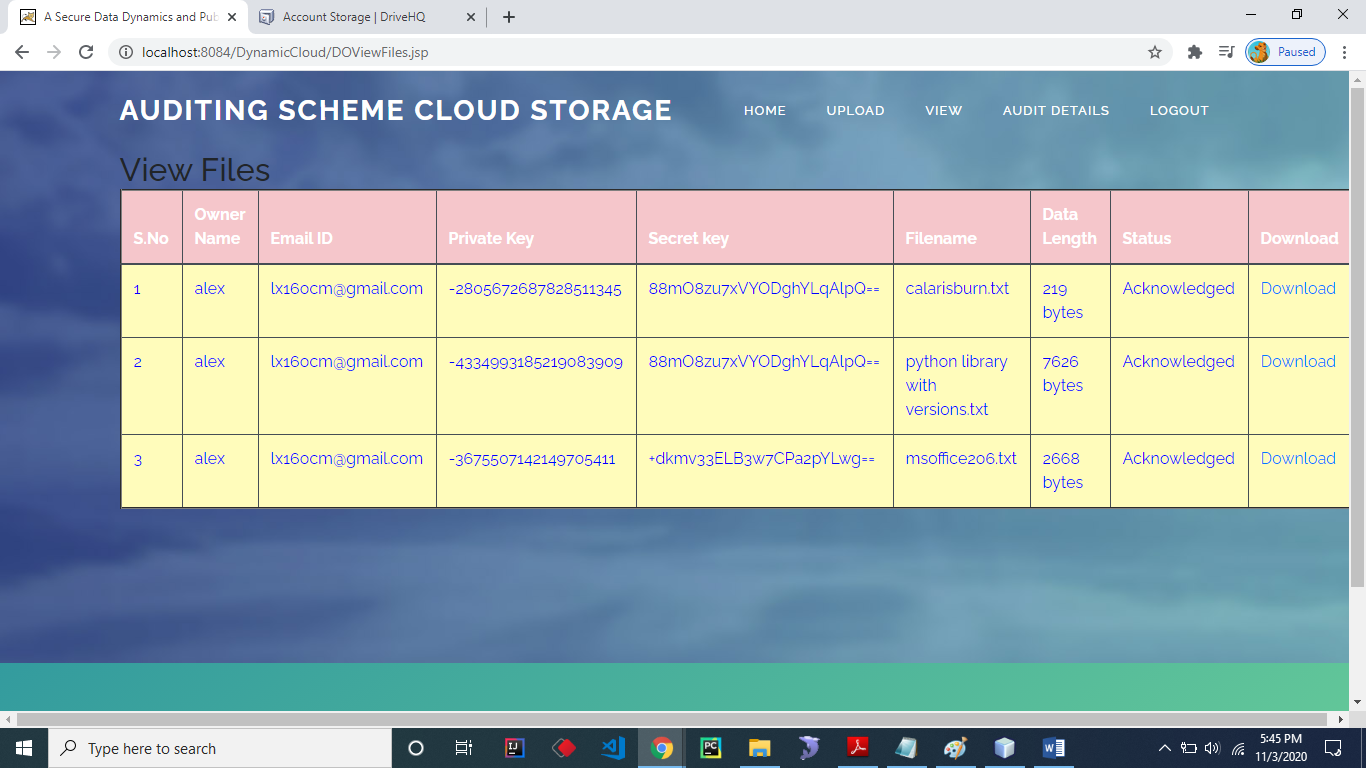 A Secure Data Dynamics and Pub
Account Storage | DriveHQ
localhost:8084/DynamicCloud/DOViewFiles.jsp
Paused
AUDITING SCHEME CLOUD STORAGE
HOME UPLOAD VIEW AUDIT DETAILS LOGOUT
View Files
S.No Owner Name Email ID Private Key Secret key Filename Data Length Status Download
1 alex lx160cm@gmail.com -2805672687828511345 88mO8zu7xVYODghYLqAlpQ== calarisburn.txt 219 bytes Acknowledged Download
2 alex lx160cm@gmail.com -4334993185219083909 88mO8zu7xVYODghYLqAlpQ== python library with versions.txt 7626 bytes Acknowledged Download
3 alex lx160cm@gmail.com -3675507142149705411 +dkmv33ELB3w7CPa2pYLwg== msoffice206.txt 2668 bytes Acknowledged Download
Type here to search
5:45 PM
11/3/2020